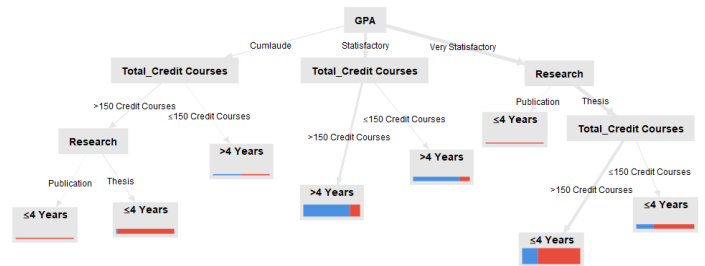 GPA
Cumlaude
Statisfactory
Very Statisfactory
Total_Credit Courses
Total_Credit Courses
Research
>150 Credit Courses
≤150 Credit Courses
>150 Credit Courses
≤150 Credit Courses
Publication
Thesis
Research
>4 Years
>4 Years
≤4 Years
Total_Credit Courses
Publication
Thesis
>4 Years
>150 Credit Courses
≤150 Credit Courses
≤4 Years
≤4 Years
≤4 Years
≤4 Years